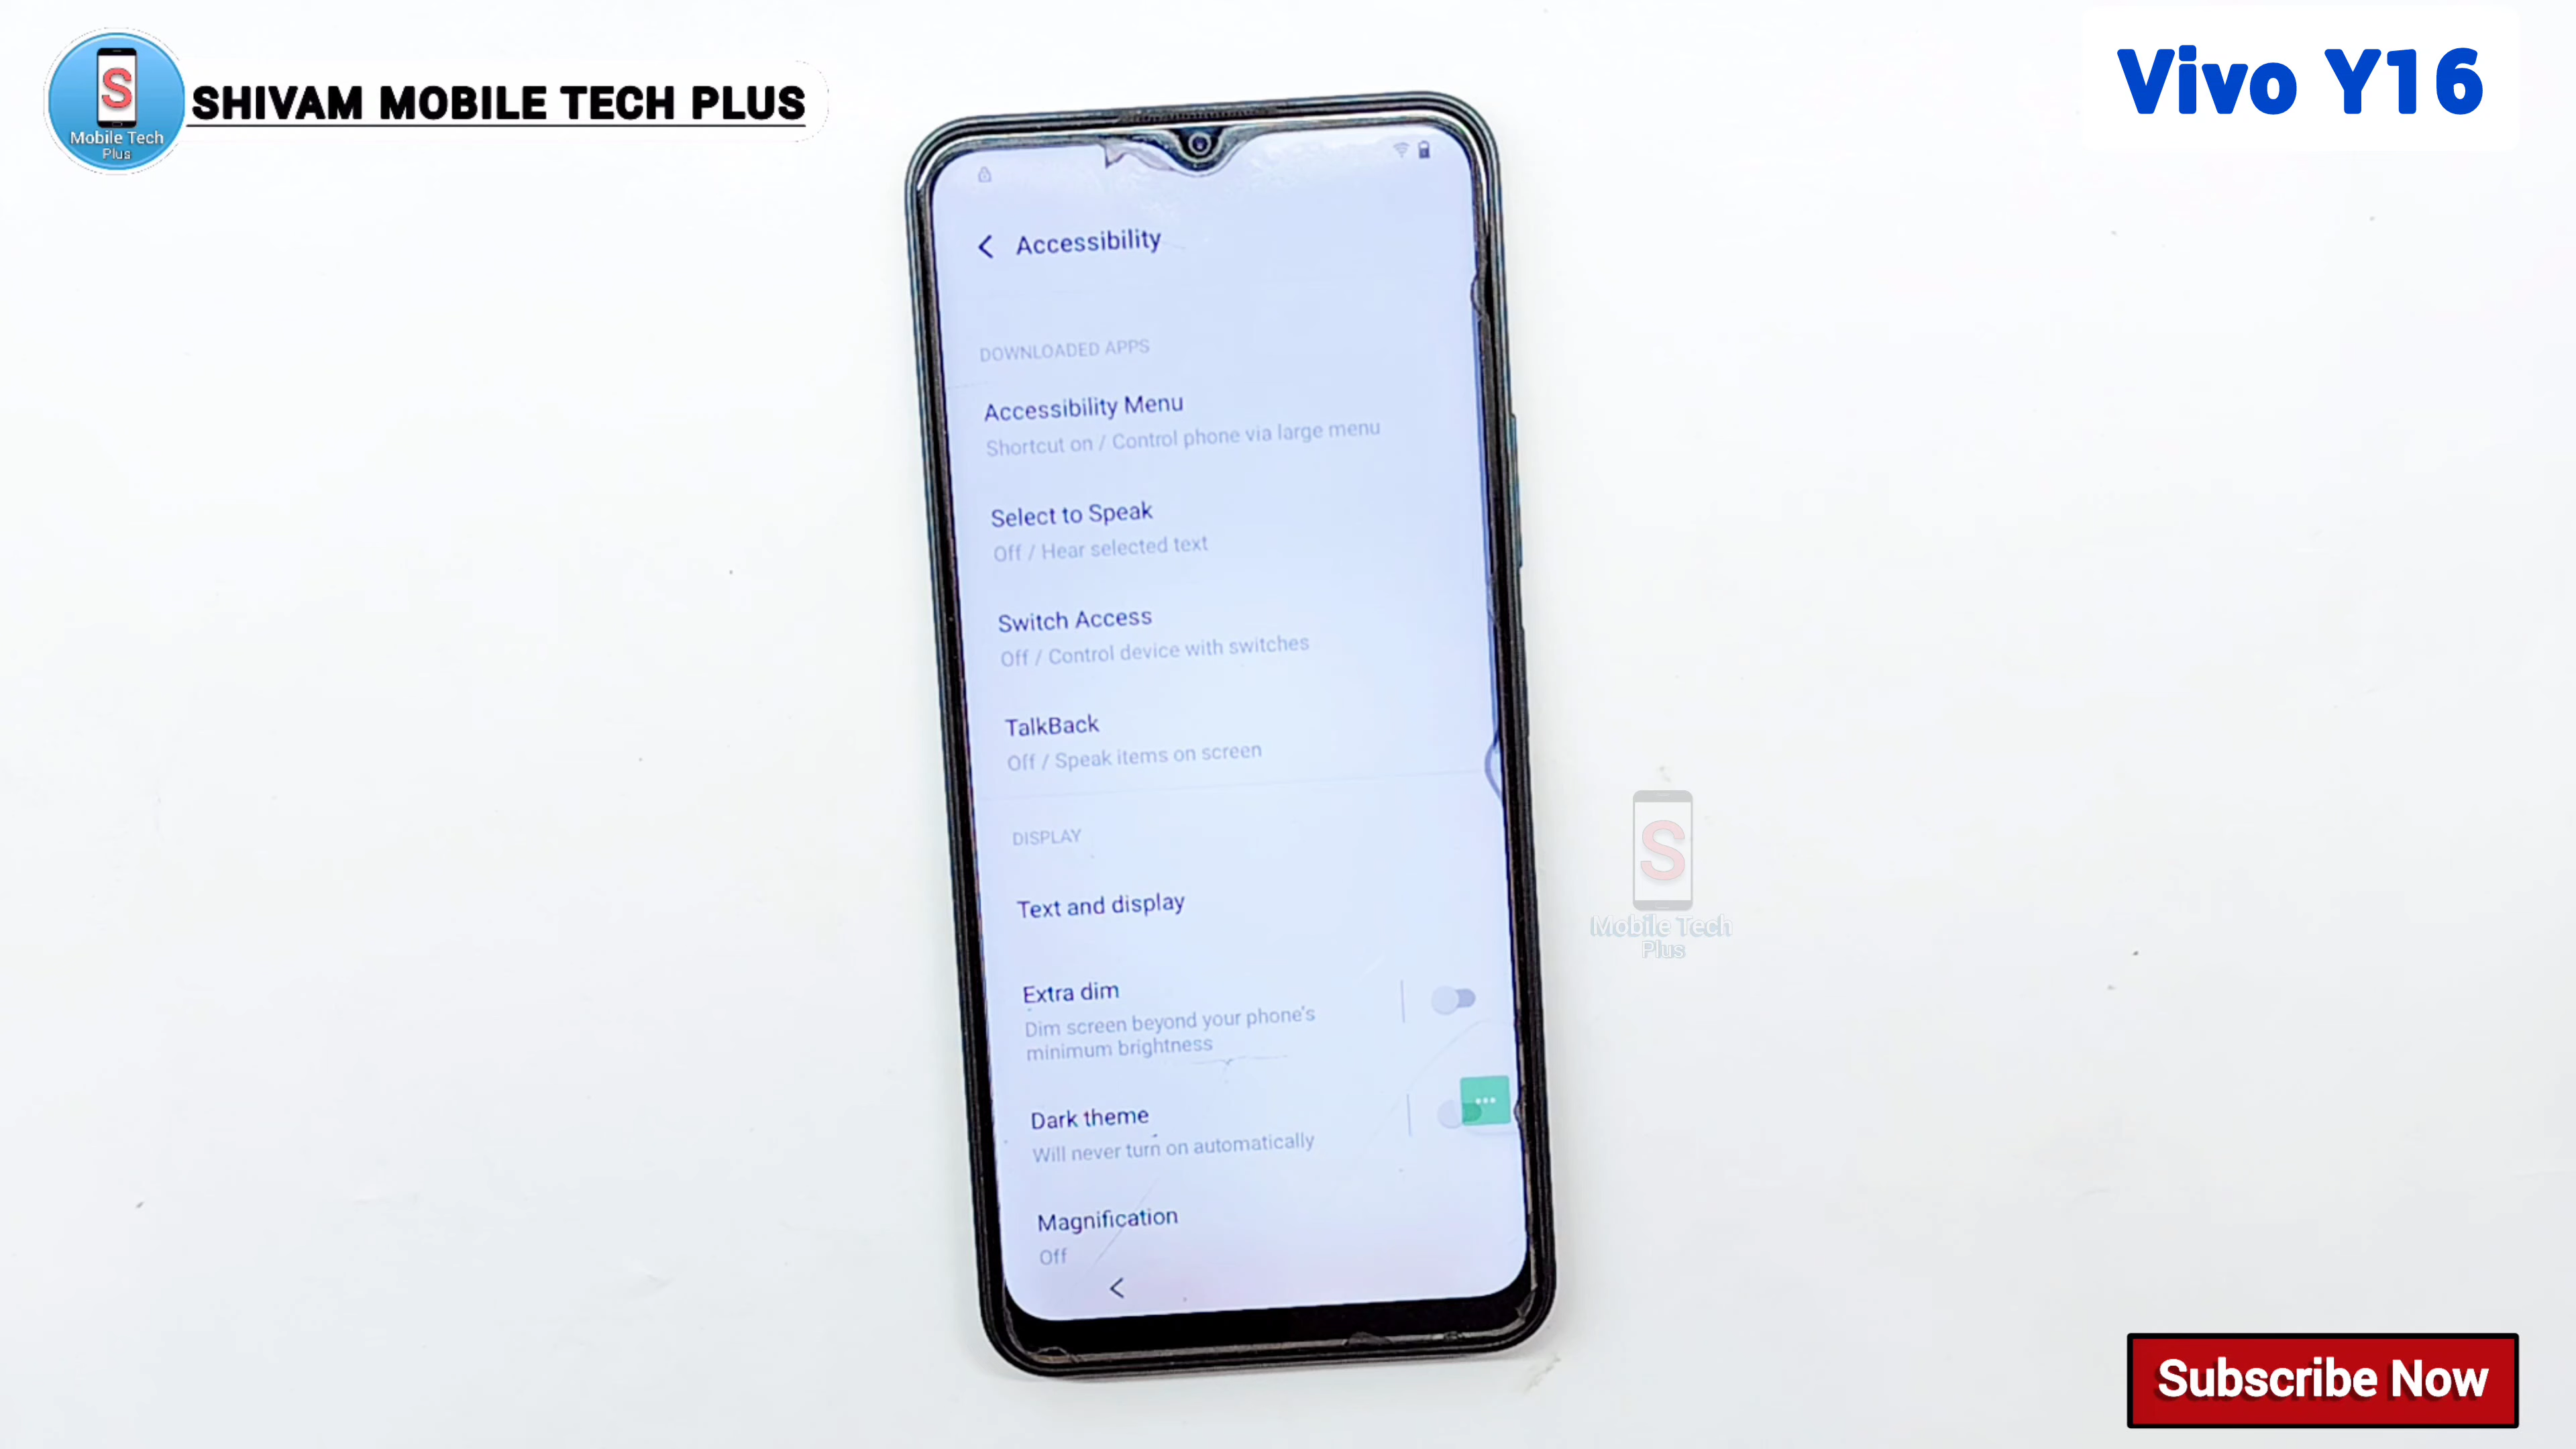 S
Mobile Tech
Plus
SHIVAM MOBILE TECH PLUS
Vivo Y16
Accessibility
DOWNLOADED APPS
Accessibility Menu
Shortcut on / Control phone via large menu
Select to Speak
Off / Hear selected text
Switch Access
Off / Control device with switches
TalkBack
Off / Speak items on screen
DISPLAY
Text and display
Extra dim
Dim screen beyond your phone's
minimum brightness
Dark theme
Will never turn on automatically
Magnification
Off
S
Mobile Tech
Plus
Subscribe Now